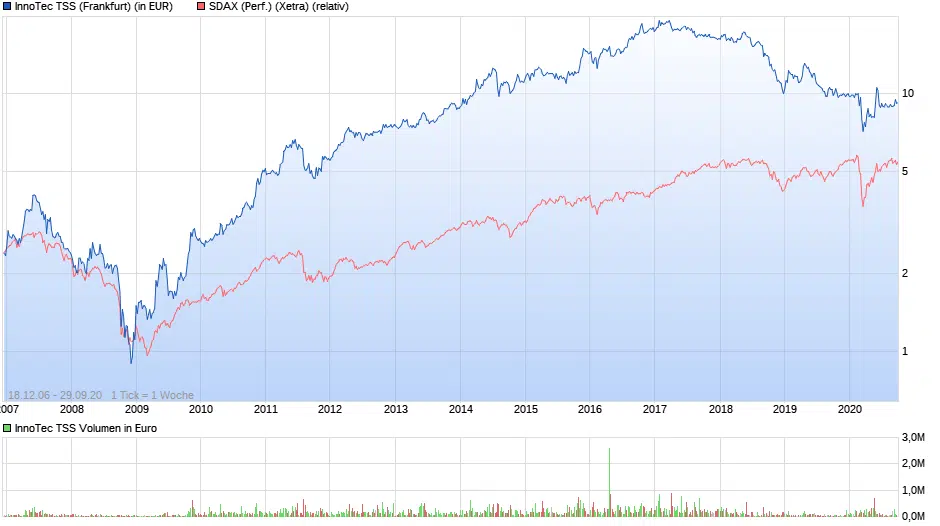 InnoTec TSS (Frankfurt) (in EUR) SDAX (Perf.) (Xetra) (relativ)
10
5
2
1
18.12.06 - 29.09.20 1 Tick = 1 Woche
007 2008 2009 2010 2011 2012 2013 2014 2015 2016 2017 2018 2019 2020
InnoTec TSS Volumen in Euro
3,0M
2,0M
1,0M
0,0M